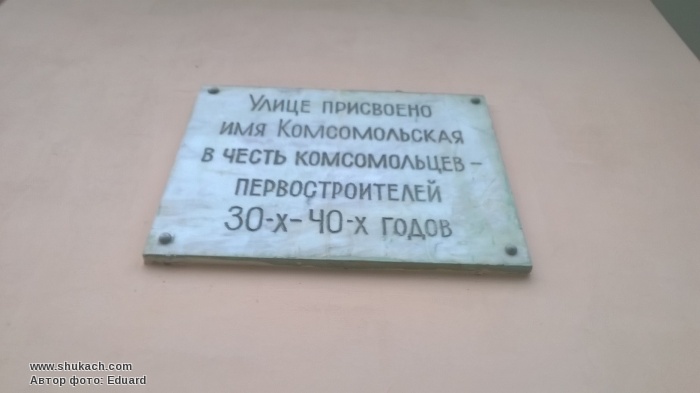 Улице присвоено
имя Комсомольская
в честь комсомольцев –
первостроителей
30-х – 40-х годов
www.shukach.com
Автор фото: Eduard